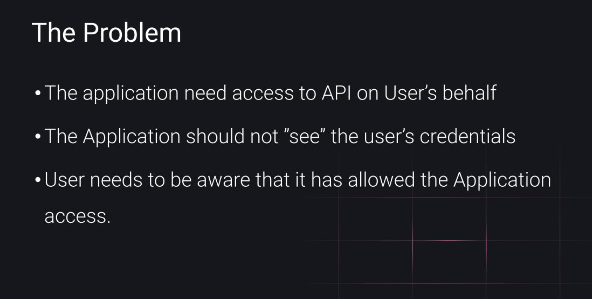 The Problem
• The application need access to API on User's behalf
• The Application should not "see" the user's credentials
• User needs to be aware that it has allowed the Application
access.